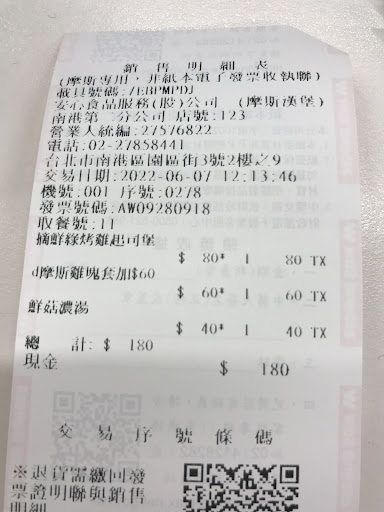 銷 售 明 細 表
(摩斯專用,非紙本電子發票收執聯)
載具號碼:/EBPMPDJ
安心食品服務(股)公司 (摩斯漢堡)
南港第二分公司 店號:123
營業人統編:27576822
電話:02-27858441
台北市南港區園區街3號2樓之9
交易日期:2022-06-07 12:13:46
機號:001 序號:0278
發票號碼:AW09280918
取餐號:11
摘鮮綠烤雞起司堡
$ 80* 1 80 TX
d摩斯雞塊套加$60
$ 60* 1 60 TX
鮮菇濃湯
$ 40* 1 40 TX
總 計: $ 180
現金 $ 180
交 易 序 號 條 碼
※退貨需繳回發
票證明聯與銷售
明細